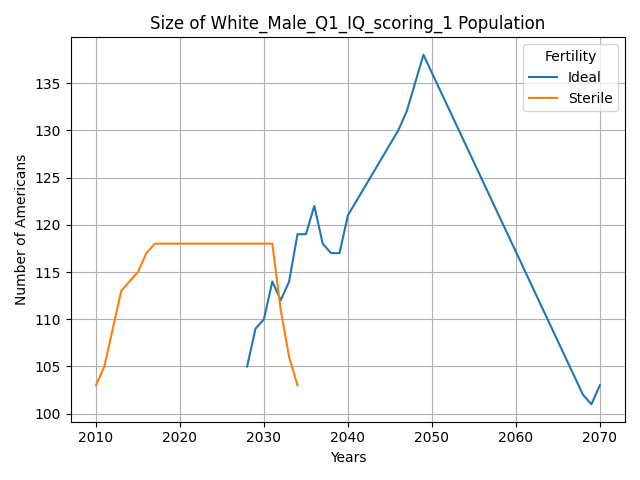 Size of White_Male_Q1_IQ_scoring_1 Population
Fertility
Ideal
Sterile
Number of Americans
135
130
125
120
115
110
105
100
2010 2020 2030 2040 2050 2060 2070
Years